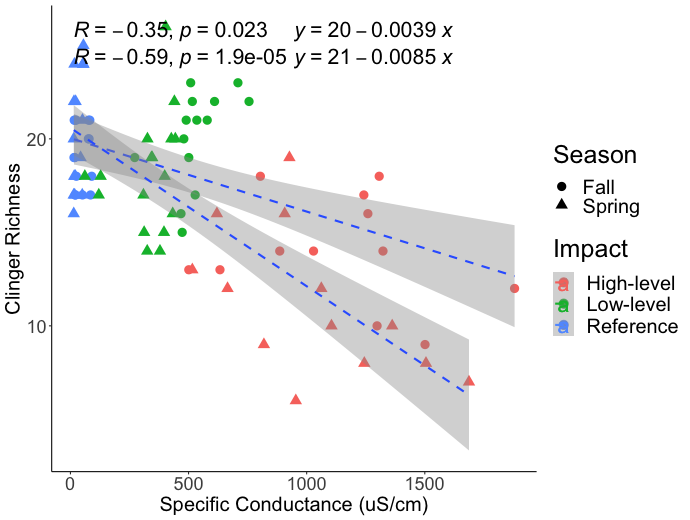 R = −0.35, p = 0.023 y = 20 − 0.0039 x
R = −0.59, p = 1.9e-05 y = 21 − 0.0085 x
20
10
Clinger Richness
0 500 1000 1500
Specific Conductance (uS/cm)
Season
Fall
Spring
Impact
a High-level
a Low-level
a Reference